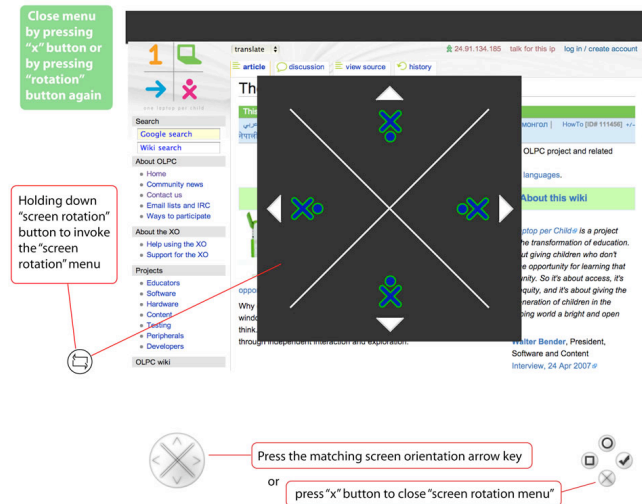 Close menu
by pressing
“x” button or
by pressing
“rotation”
button again
translate
24.91.134.185 talk for this ip log in / create account
article discussion view source history
one laptop per child
Th
This
монгол | HowTo [ID# 111456] +/–
नेपाली
Search
Google search
Wiki search
OLPC project and related
languages.
About OLPC
Home
Community news
Contact us
Email lists and IRC
Ways to participate
About this wiki
About the XO
Help using the XO
Support for the XO
ptop per Child is a project
he transformation of education.
ut giving children who don't
e opportunity for learning that
unity. So it's about access, it's
equity, and it's about giving the
neration of children in the
ping world a bright and open
Projects
Educators
Software
Hardware
Content
Testing
Peripherals
Developers
OLPC wiki
oppo
Why
windo
think.
through independent interaction and exploration.
Walter Bender, President,
Software and Content
Interview, 24 Apr 2007
Holding down
“screen rotation”
button to invoke
the “screen
rotation” menu
Press the matching screen orientation arrow key
or
press “x” button to close “screen rotation menu”